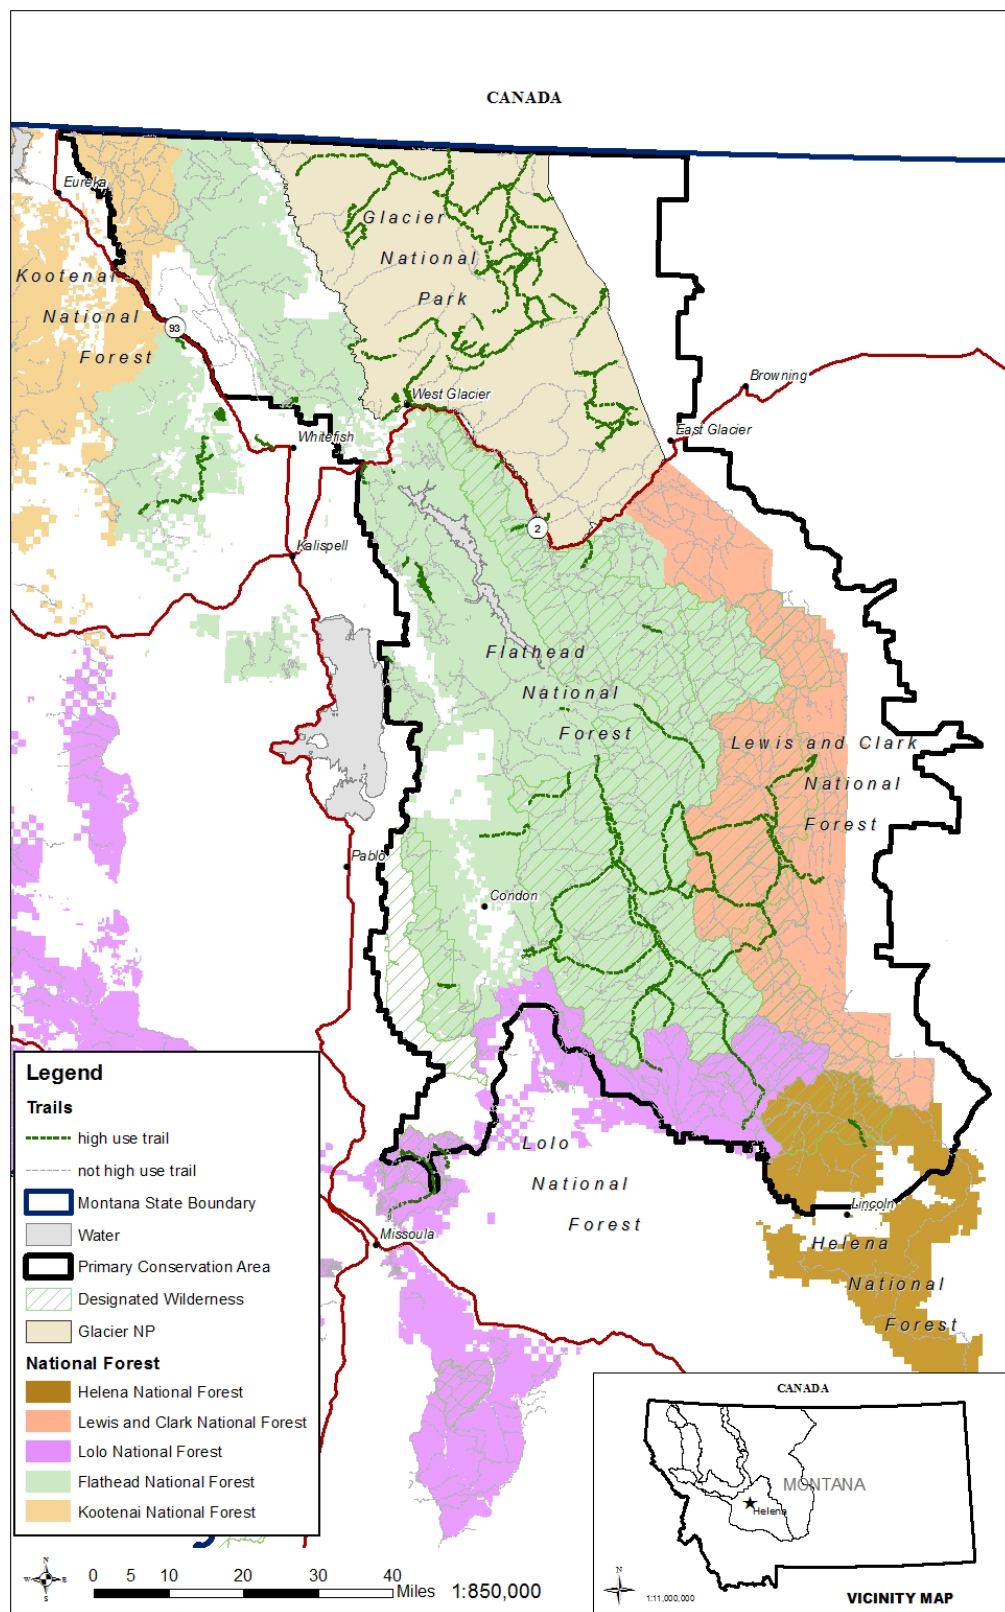 CANADA
Eureka
Glacier
National
Park
Kootenai
National
Forest
93
West Glacier
Browning
East Glacier
Whitefish
2
Kalispell
Flathead
National
Forest
Lewis and Clark
National
Forest
Pablo
Condon
Lolo
National
Forest
Missoula
Lincoln
Helena
National
Forest
Legend
Trails
high use trail
not high use trail
Montana State Boundary
Water
Primary Conservation Area
Designated Wilderness
Glacier NP
National Forest
Helena National Forest
Lewis and Clark National Forest
Lolo National Forest
Flathead National Forest
Kootenai National Forest
N
W E
S
0 5 10 20 30 40
Miles 1:850,000
CANADA
MONTANA
Helena
N
1:11,000,000
VICINITY MAP